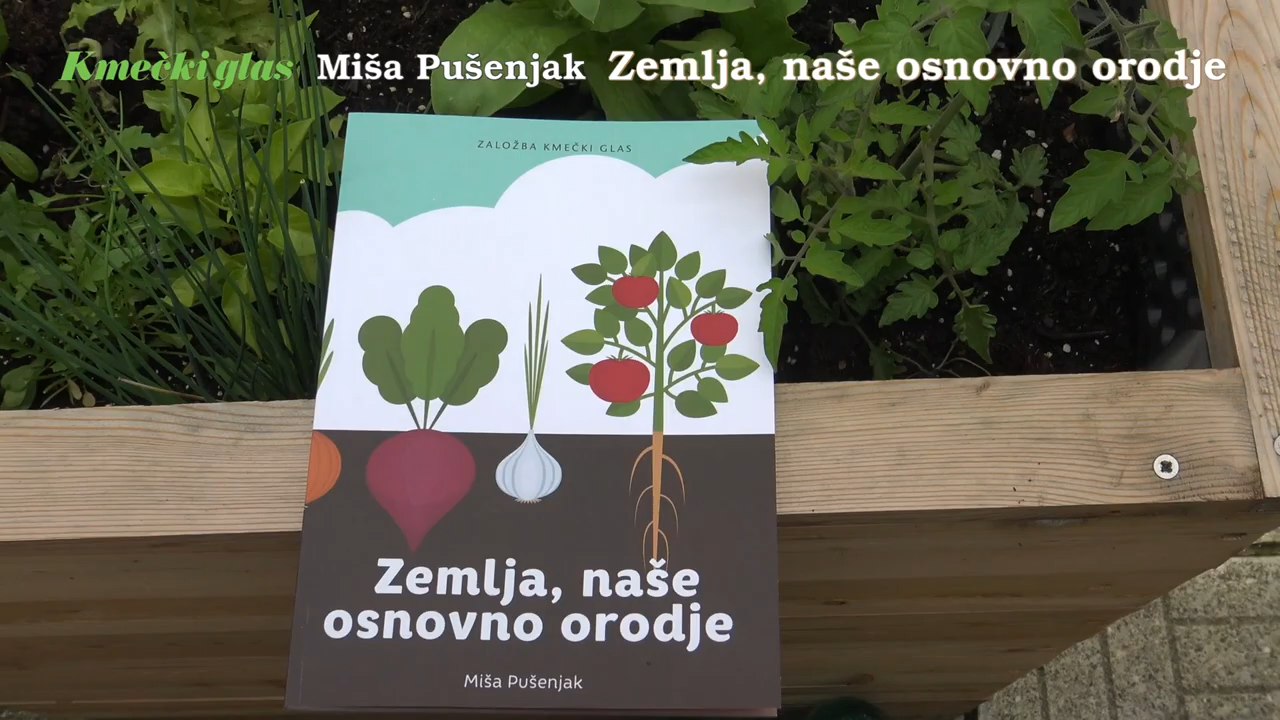 Kmečki glas Miša Pušenjak Zemlja, naše osnovno orodje
ZALOŽBA KMEČKI GLAS
Zemlja, naše
osnovno orodje
Miša Pušenjak